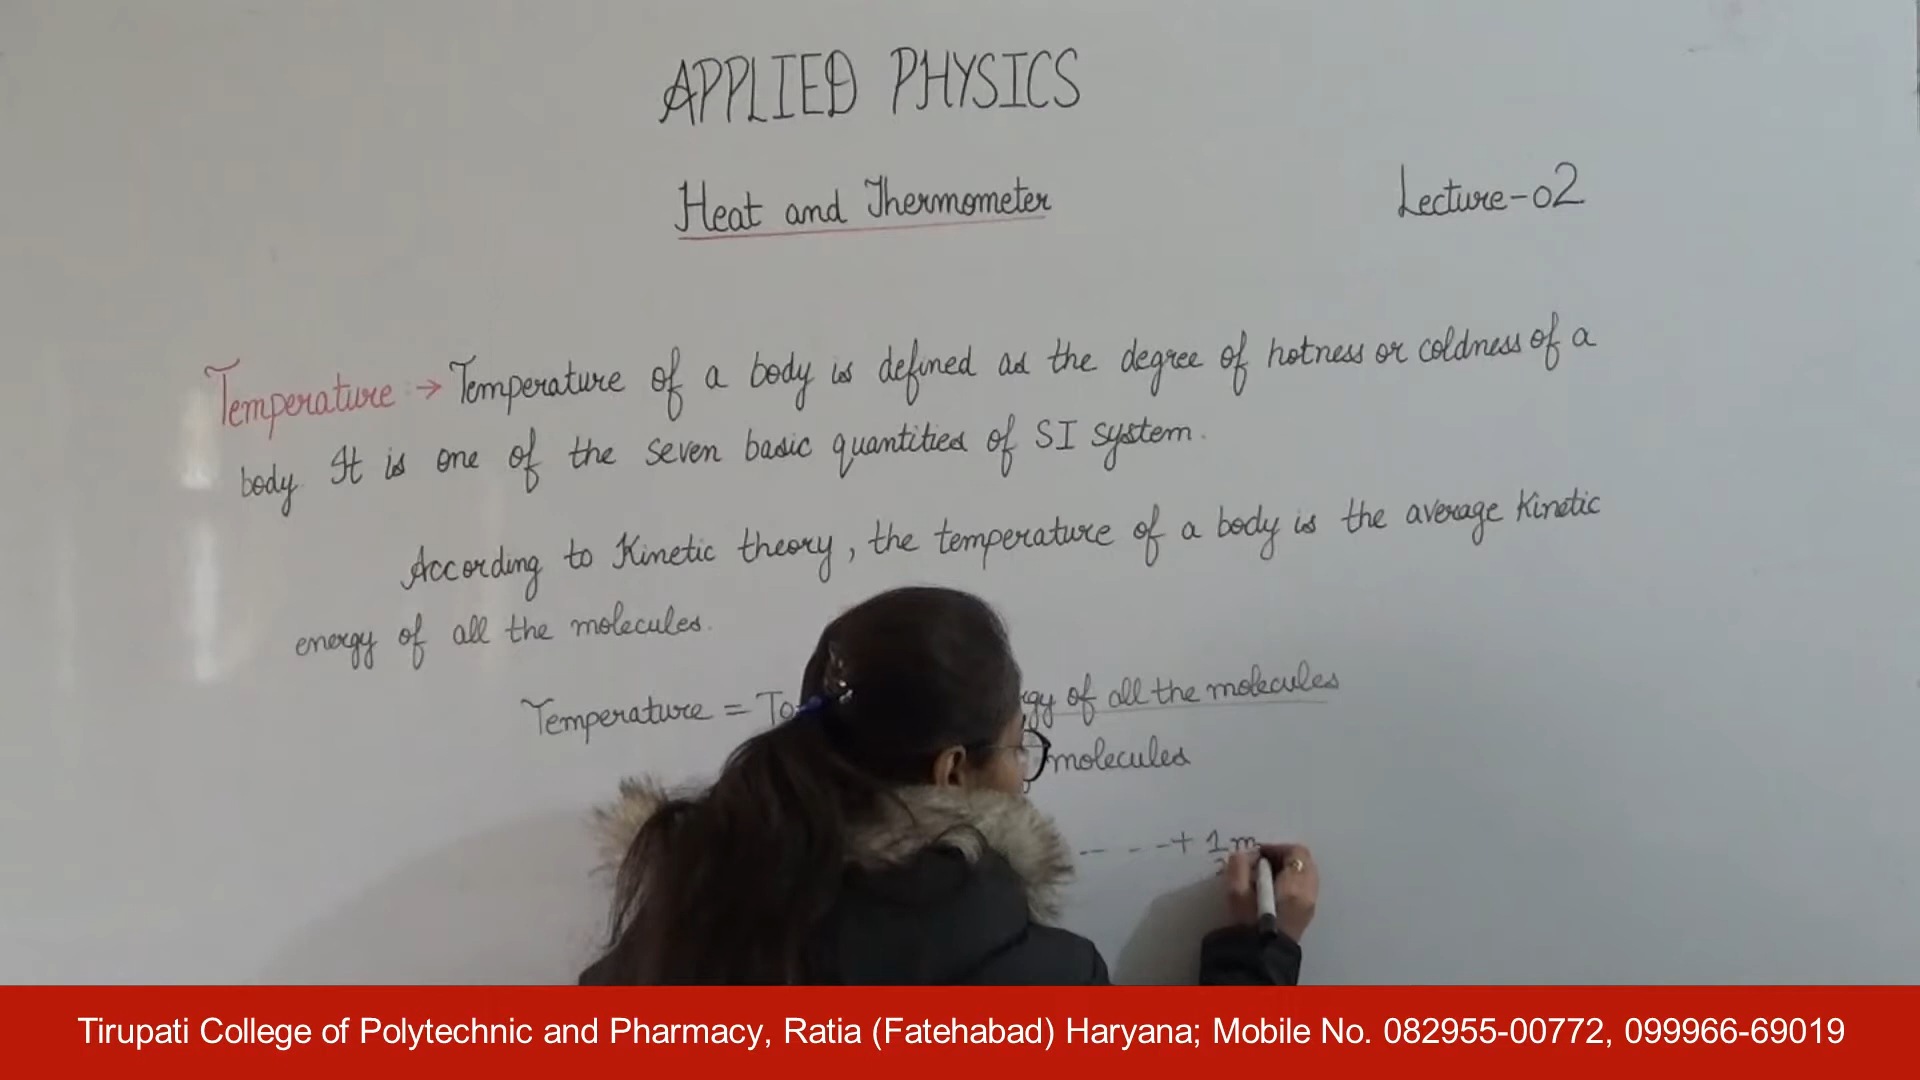 APPLIED PHYSICS
Heat and Thermometer
Lecture-02
Temperature :→ Temperature of a body is defined as the degree of hotness or coldness of a
body. It is one of the seven basic quantities of SI system.
According to Kinetic theory, the temperature of a body is the average Kinetic
energy of all the molecules.
Temperature = of all the molecules
molecules
- - - - + 1 m
Tirupati College of Polytechnic and Pharmacy, Ratia (Fatehabad) Haryana; Mobile No. 082955-00772, 099966-69019